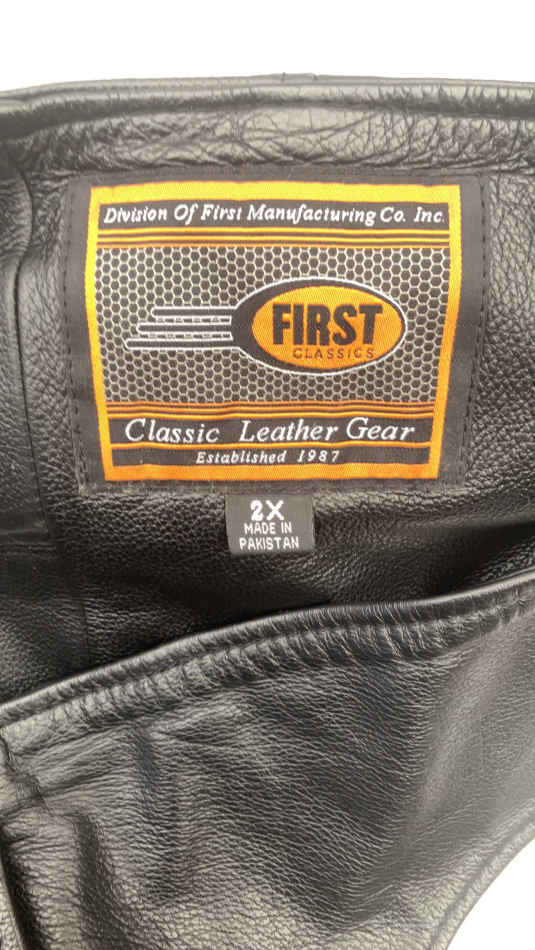 Division Of First Manufacturing Co. Inc.
FIRST
CLASSICS
Classic Leather Gear
Established 1987
2X
MADE IN
PAKISTAN